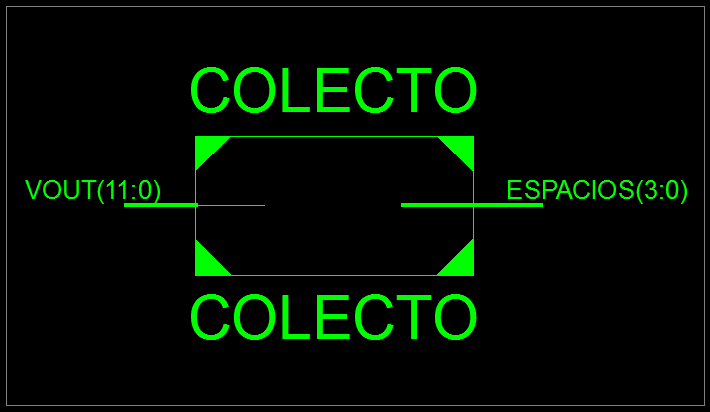 COLECTO
VOUT(11:0)
ESPACIOS(3:0)
COLECTO